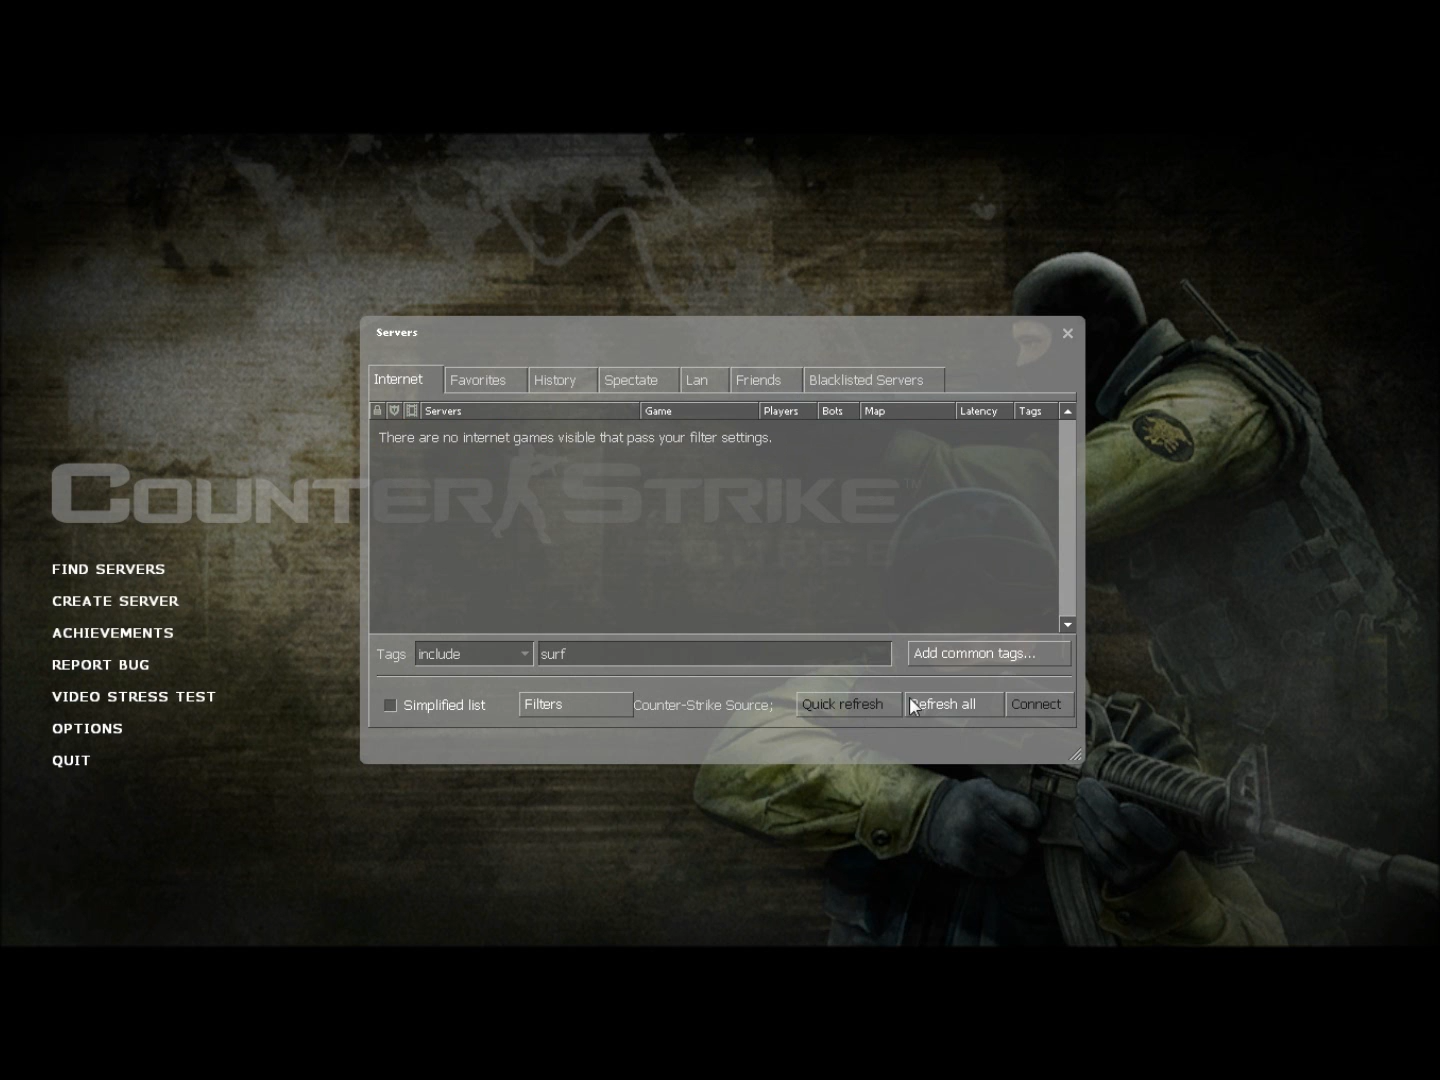 Servers
Internet
Favorites
History
Spectate
Lan
Friends
Blacklisted Servers
Servers
Game
Players
Bots
Map
Latency
Tags
There are no internet games visible that pass your filter settings.
COUNTER STRIKE™
SOURCE
FIND SERVERS
CREATE SERVER
ACHIEVEMENTS
REPORT BUG
VIDEO STRESS TEST
OPTIONS
QUIT
Tags
include
surf
Add common tags...
Simplified list
Filters
Counter-Strike Source;
Quick refresh
Refresh all
Connect